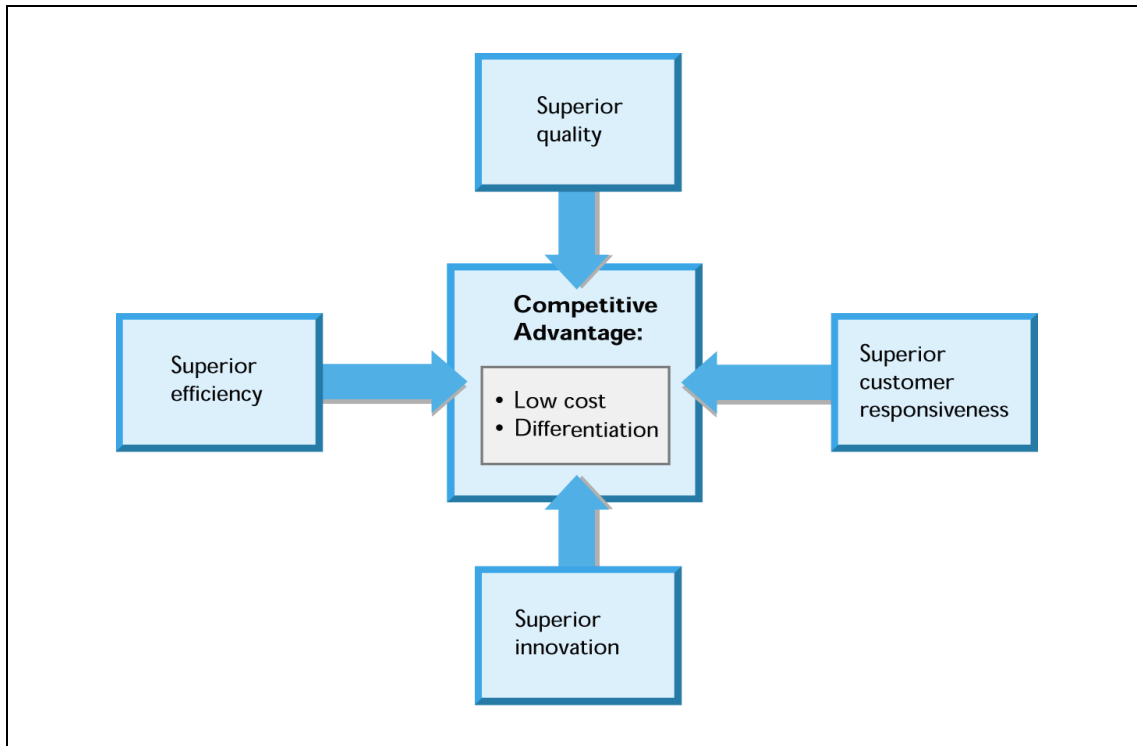 Superior
quality
Competitive
Advantage:
• Low cost
• Differentiation
Superior
efficiency
Superior
customer
responsiveness
Superior
innovation